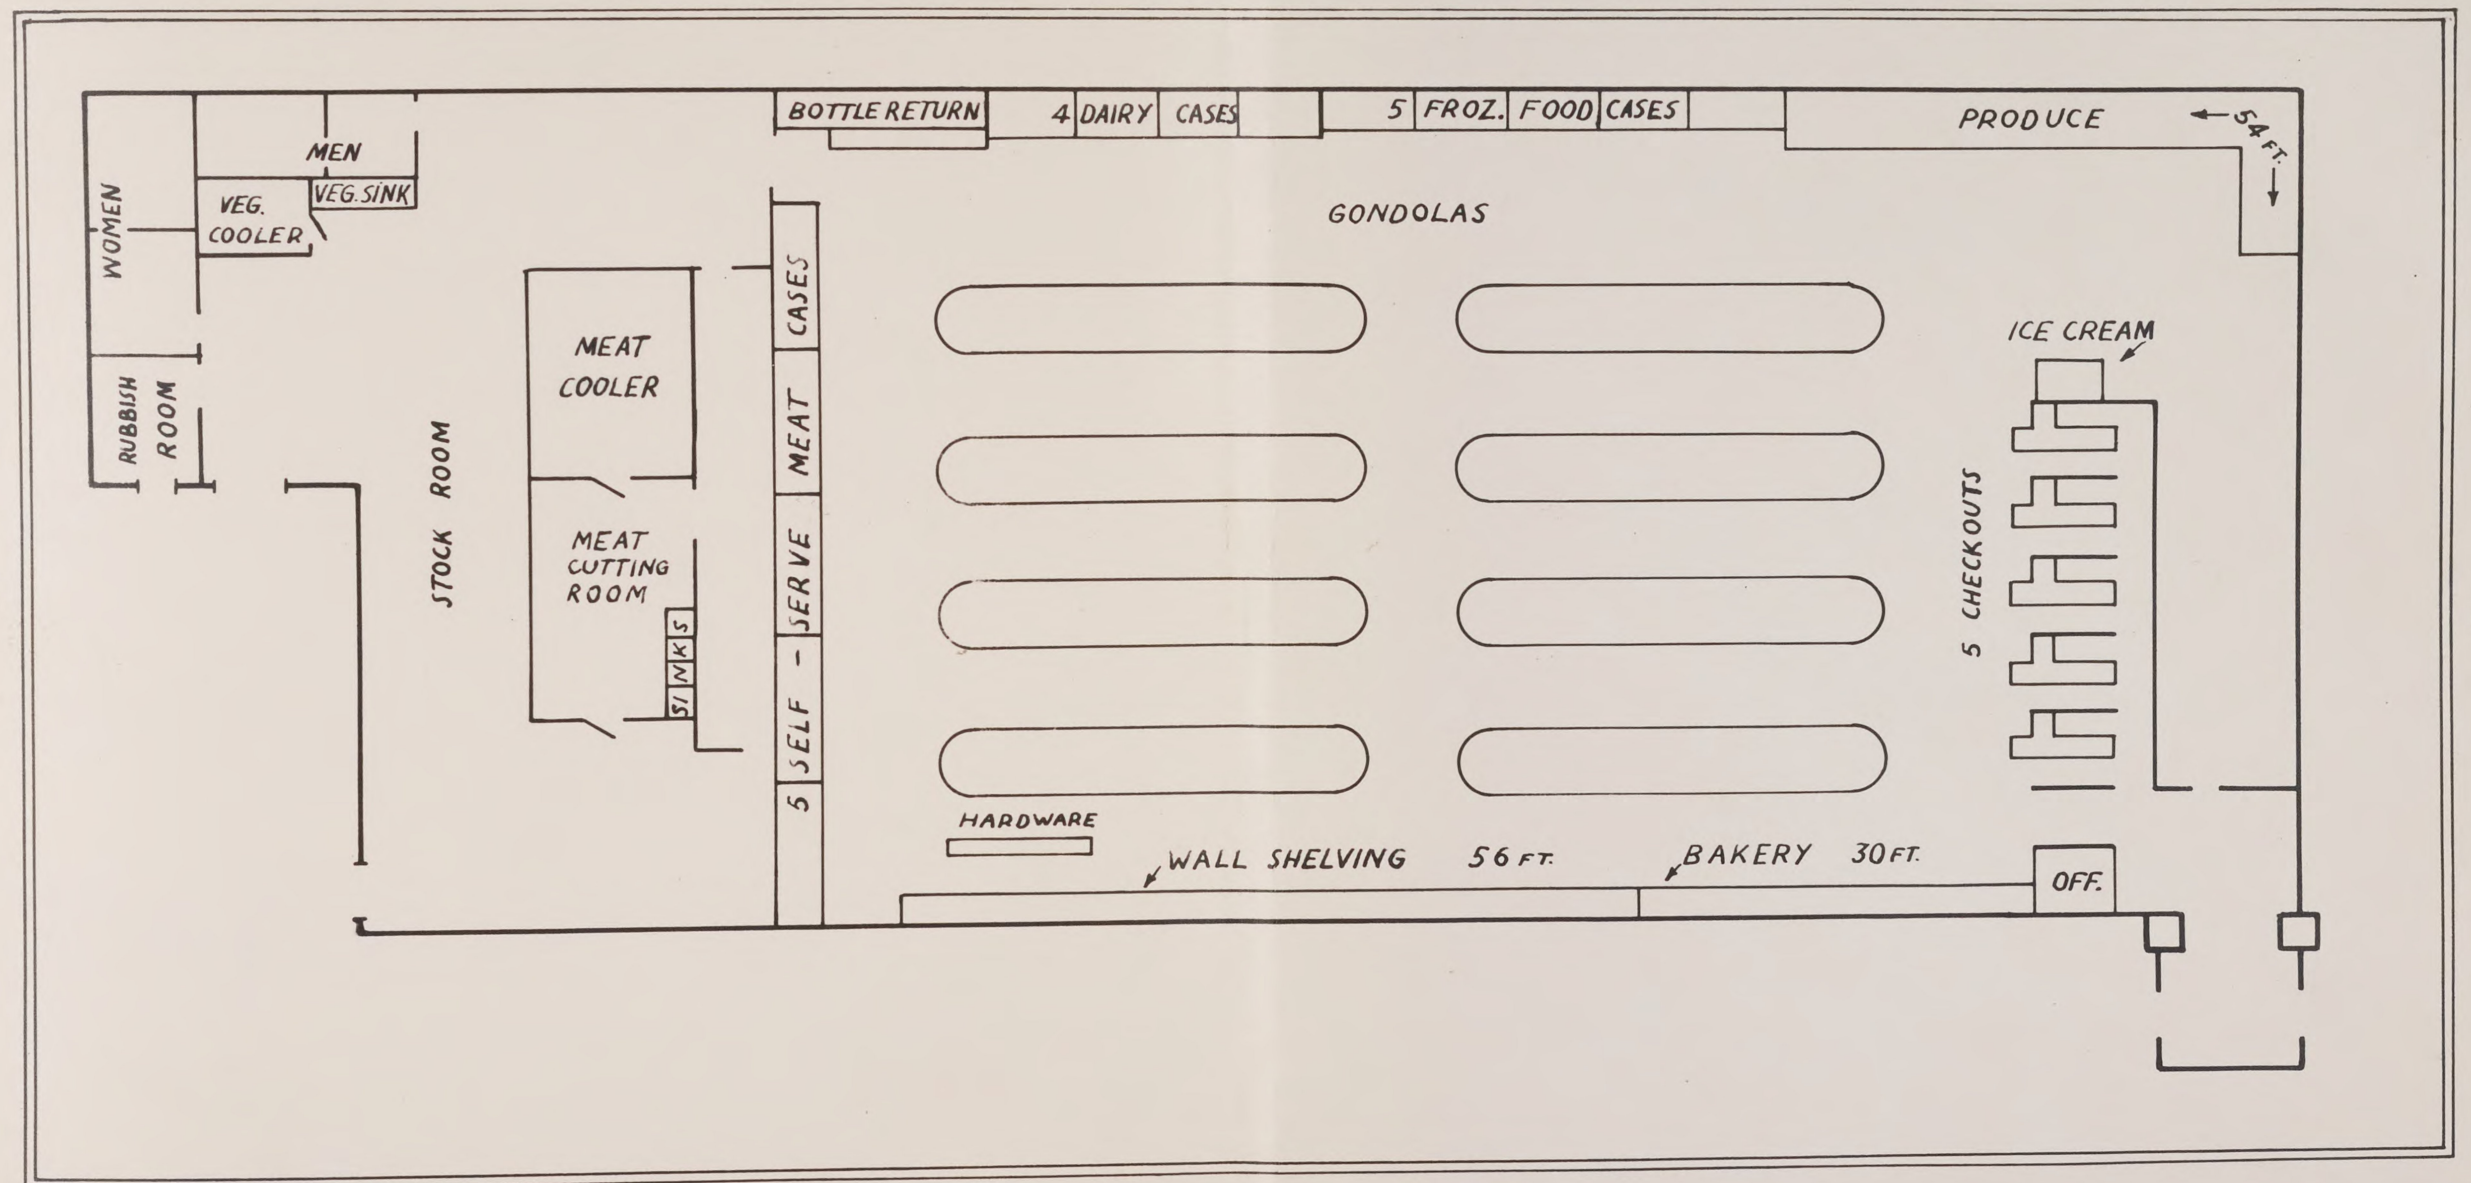 BOTTLE RETURN
4 DAIRY CASES
5 FROZ. FOOD CASES
PRODUCE
54 FT.
MEN
VEG. SINK
VEG.
COOLER
WOMEN
GONDOLAS
RUBBISH
ROOM
STOCK ROOM
MEAT
COOLER
MEAT
CUTTING
ROOM
SINKS
5 SELF - SERVE MEAT CASES
ICE CREAM
5 CHECKOUTS
HARDWARE
WALL SHELVING 56 FT.
BAKERY 30 FT.
OFF.